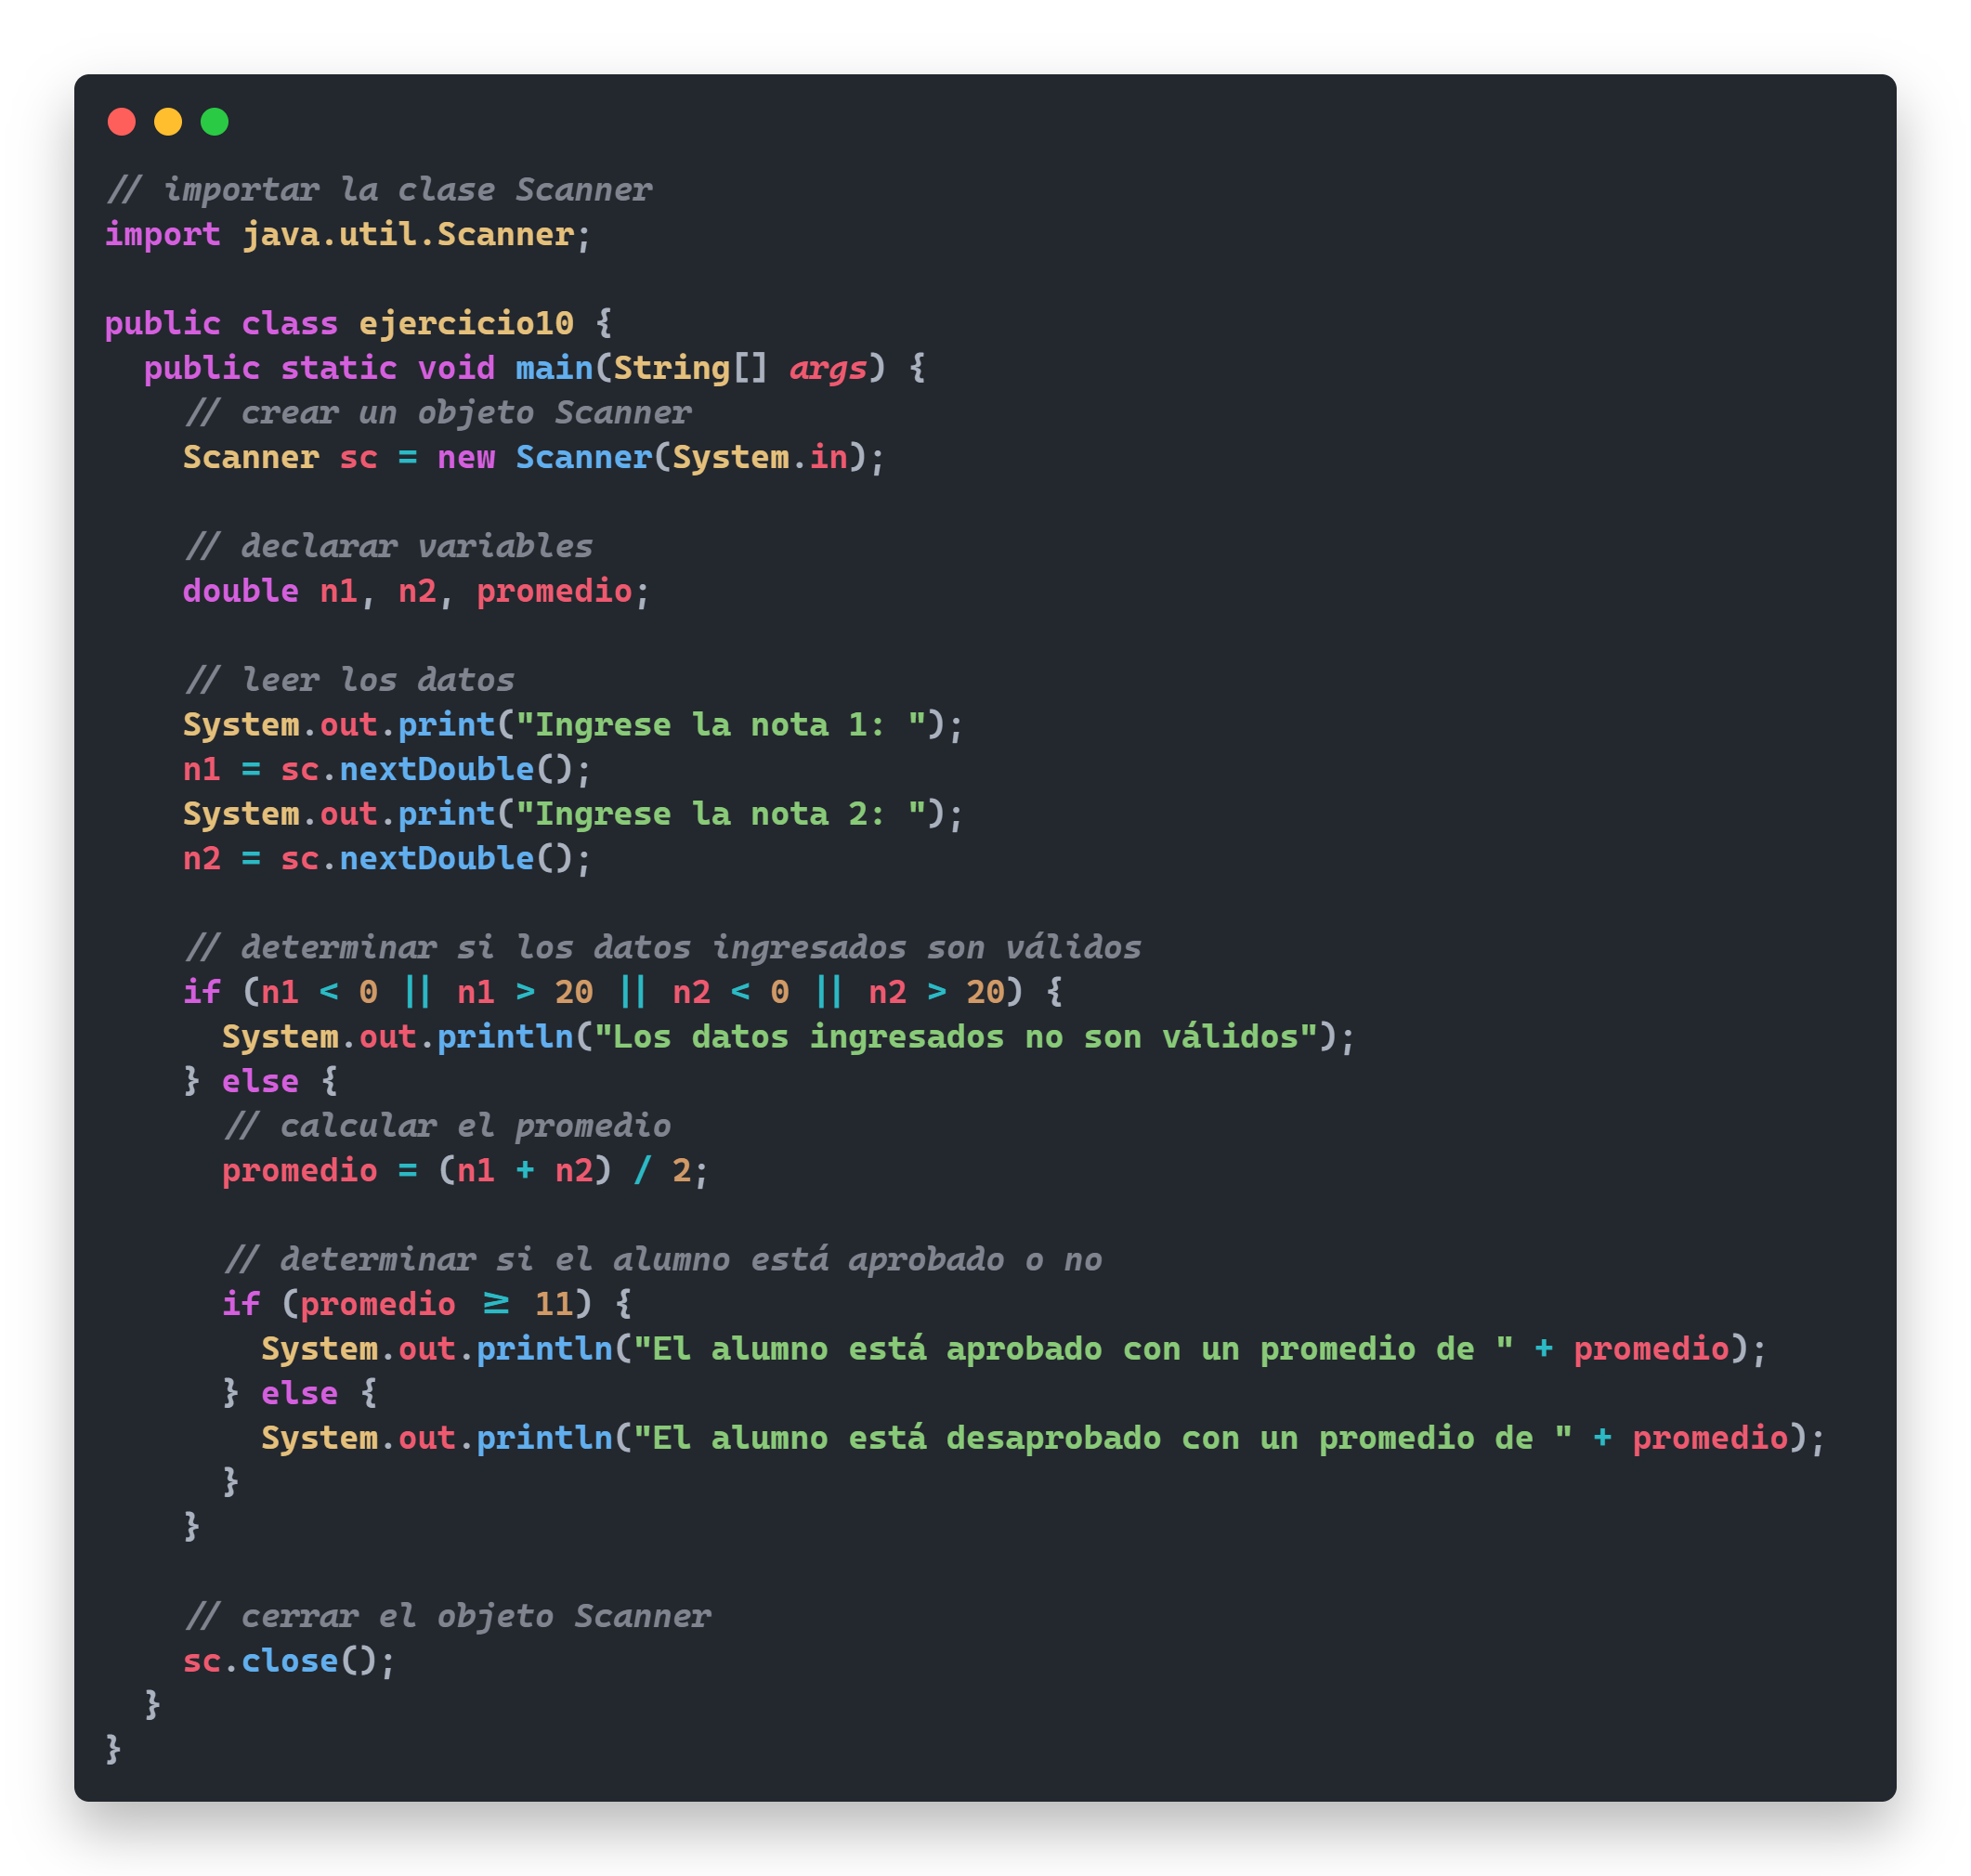 // importar la clase Scanner
import java.util.Scanner;

public class ejercicio10 {
  public static void main(String[] args) {
    // crear un objeto Scanner
    Scanner sc = new Scanner(System.in);

    // declarar variables
    double n1, n2, promedio;

    // leer los datos
    System.out.print("Ingrese la nota 1: ");
    n1 = sc.nextDouble();
    System.out.print("Ingrese la nota 2: ");
    n2 = sc.nextDouble();

    // determinar si los datos ingresados son válidos
    if (n1 < 0 || n1 > 20 || n2 < 0 || n2 > 20) {
      System.out.println("Los datos ingresados no son válidos");
    } else {
      // calcular el promedio
      promedio = (n1 + n2) / 2;

      // determinar si el alumno está aprobado o no
      if (promedio ≥ 11) {
        System.out.println("El alumno está aprobado con un promedio de " + promedio);
      } else {
        System.out.println("El alumno está desaprobado con un promedio de " + promedio);
      }
    }

    // cerrar el objeto Scanner
    sc.close();
  }
}